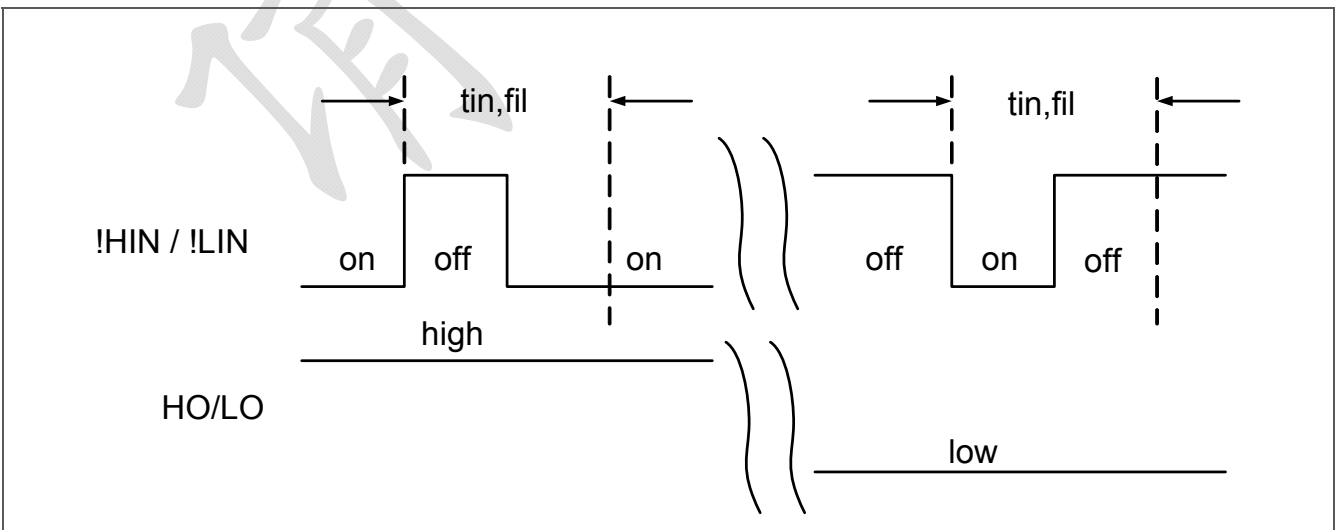 tin,fil tin,fil
!HIN / !LIN
on off on off on off
high
HO/LO
low